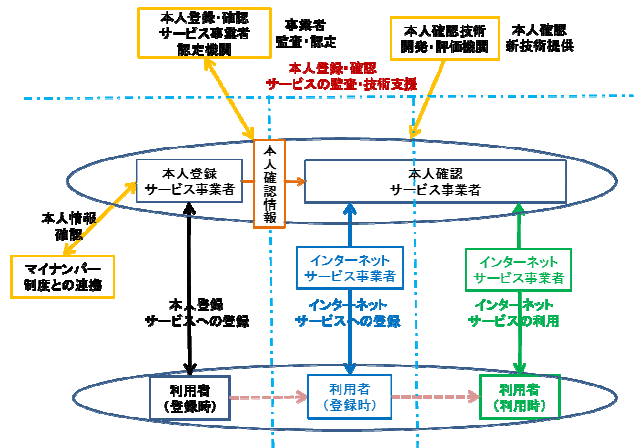 本人登録・確認
サービス事業者
認定機関
事業者
監査・認定
本人確認技術
開発・評価機関
本人確認
新技術提供
本人登録・確認
サービスの監査・技術支援
本人登録
サービス事業者
本人確認情報
本人確認
サービス事業者
本人情報
確認
マイナンバー
制度との連携
インターネット
サービス事業者
インターネット
サービス事業者
本人登録
サービスへの登録
インターネット
サービスへの登録
インターネット
サービスの利用
利用者
（登録時）
利用者
（登録時）
利用者
（利用時）